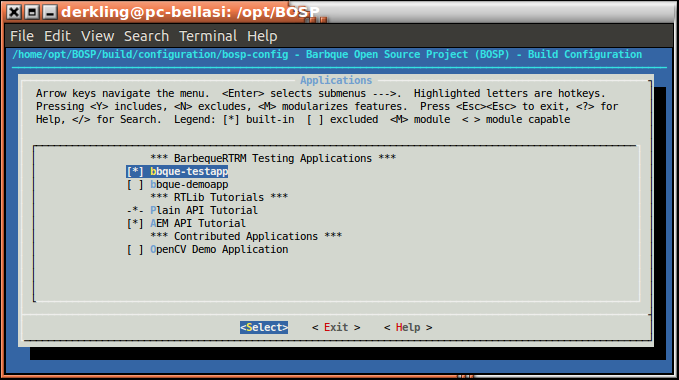 derkling@pc-bellasi: /opt/BOSP
File Edit View Search Terminal Help
/home/opt/BOSP/build/configuration/bosp-config - Barbque Open Source Project (BOSP) - Build Configuration
Applications
Arrow keys navigate the menu. <Enter> selects submenus --->. Highlighted letters are hotkeys.
Pressing <Y> includes, <N> excludes, <M> modularizes features. Press <Esc><Esc> to exit, <?> for
Help, </> for Search. Legend: [*] built-in [ ] excluded <M> module < > module capable
*** BarbequeRTRM Testing Applications ***
[*] bbque-testapp
[ ] bbque-demoapp
*** RTLib Tutorials ***
-*- Plain API Tutorial
[*] AEM API Tutorial
*** Contributed Applications ***
[ ] OpenCV Demo Application
<Select> < Exit > < Help >